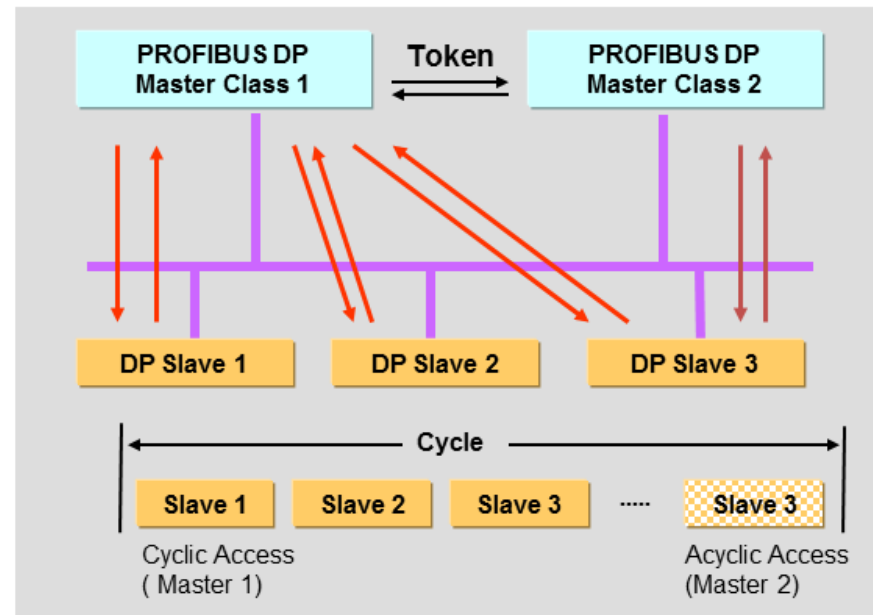 PROFIBUS DP
Master Class 1
Token
PROFIBUS DP
Master Class 2
DP Slave 1
DP Slave 2
DP Slave 3
Cycle
Slave 1
Slave 2
Slave 3
.....
Slave 3
Cyclic Access
( Master 1)
Acyclic Access
(Master 2)